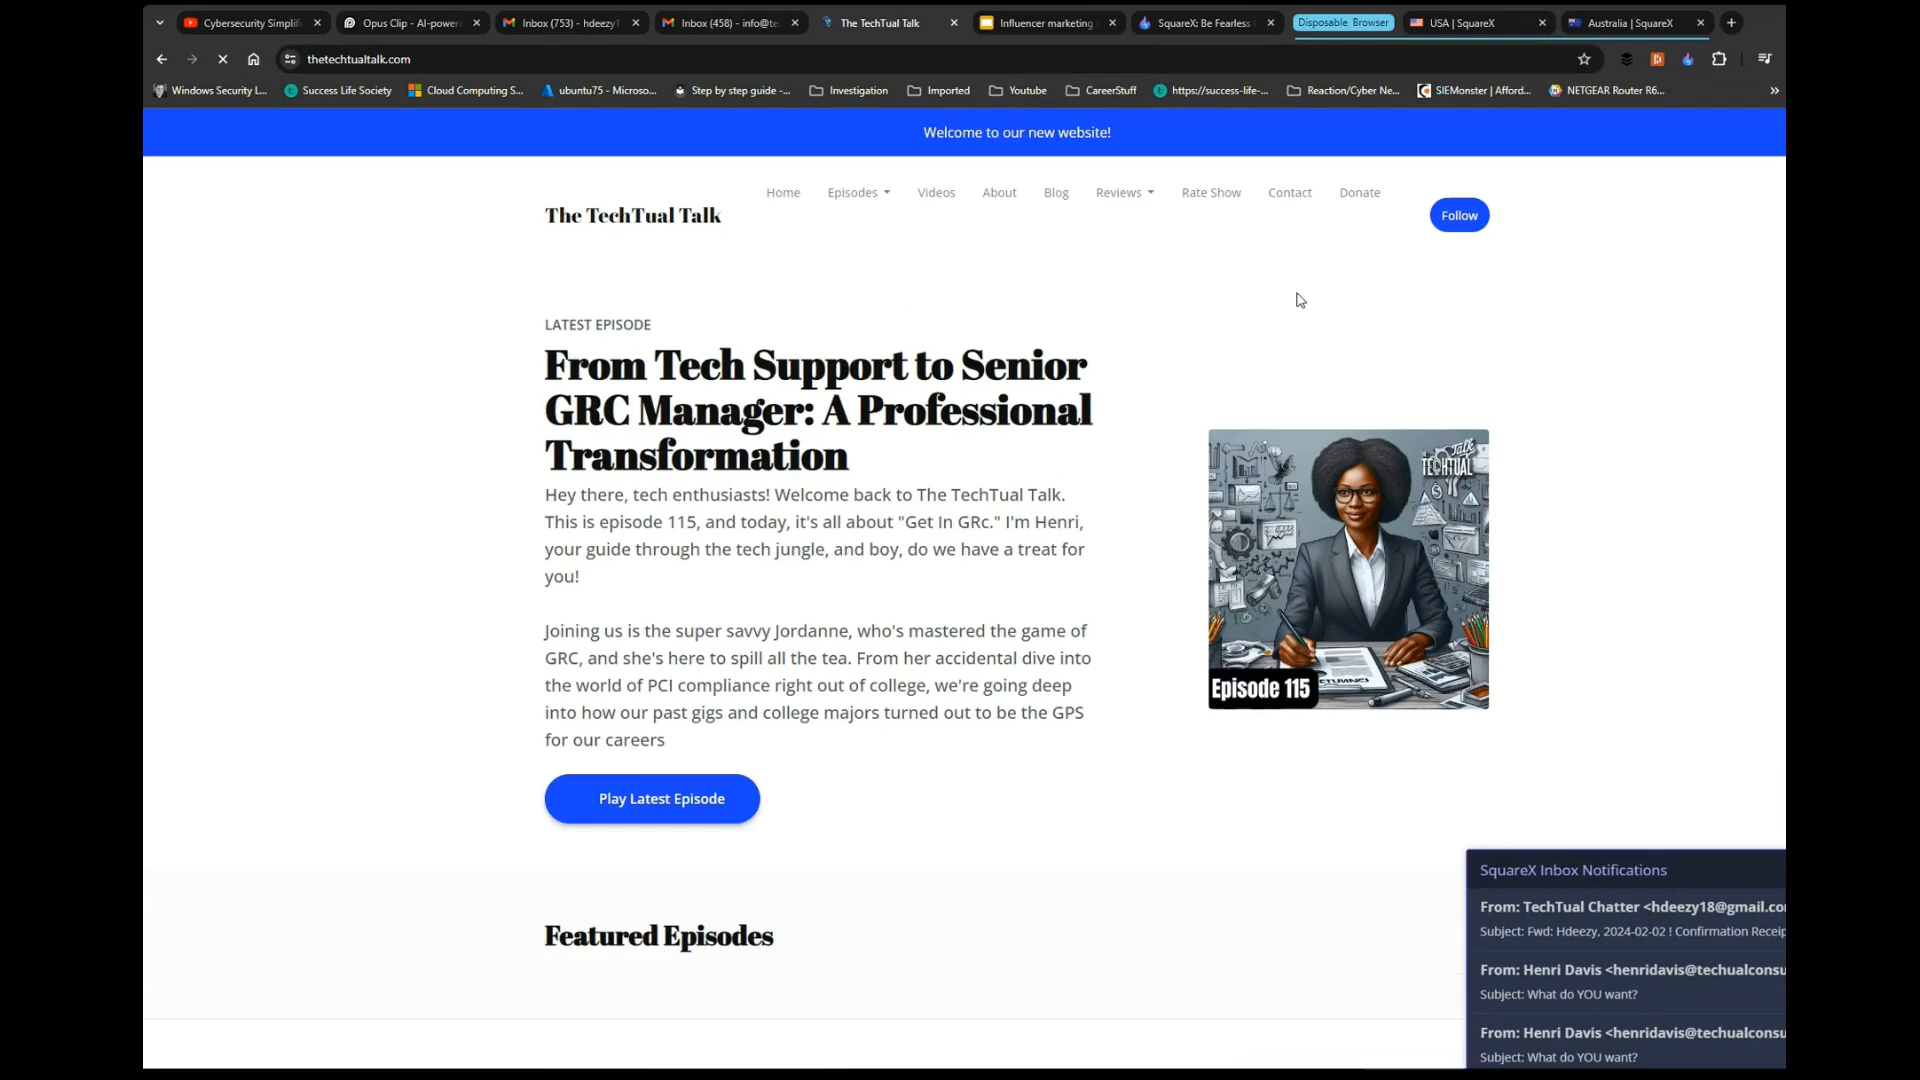 Cybersecurity Simplifi
Opus Clip - AI-power
Inbox (753) - hdeezy1
Inbox (458) - info@te
The TechTual Talk
Influencer marketing
SquareX: Be Fearless
Disposable Browser
USA | SquareX
Australia | SquareX
thetechtualtalk.com
Windows Security L...
Success Life Society
Cloud Computing S...
ubuntu75 - Microso...
Step by step guide -...
Investigation
Imported
Youtube
CareerStuff
https://success-life-...
Reaction/Cyber Ne...
SIEMonster | Afford...
NETGEAR Router R6...
Welcome to our new website!
The TechTual Talk
Home
Episodes
Videos
About
Blog
Reviews
Rate Show
Contact
Donate
Follow
LATEST EPISODE
From Tech Support to Senior
GRC Manager: A Professional
Transformation
Hey there, tech enthusiasts! Welcome back to The TechTual Talk.
This is episode 115, and today, it's all about "Get In GRc." I'm Henri,
your guide through the tech jungle, and boy, do we have a treat for
you!
Joining us is the super savvy Jordanne, who's mastered the game of
GRC, and she's here to spill all the tea. From her accidental dive into
the world of PCI compliance right out of college, we're going deep
into how our past gigs and college majors turned out to be the GPS
for our careers
Play Latest Episode
Talk
TECHTUAL
Episode 115
Featured Episodes
SquareX Inbox Notifications
From: TechTual Chatter <hdeezy18@gmail.co
Subject: Fwd: Hdeezy, 2024-02-02 ! Confirmation Receip
From: Henri Davis <henridavis@techualconsu
Subject: What do YOU want?
From: Henri Davis <henridavis@techualconsu
Subject: What do YOU want?